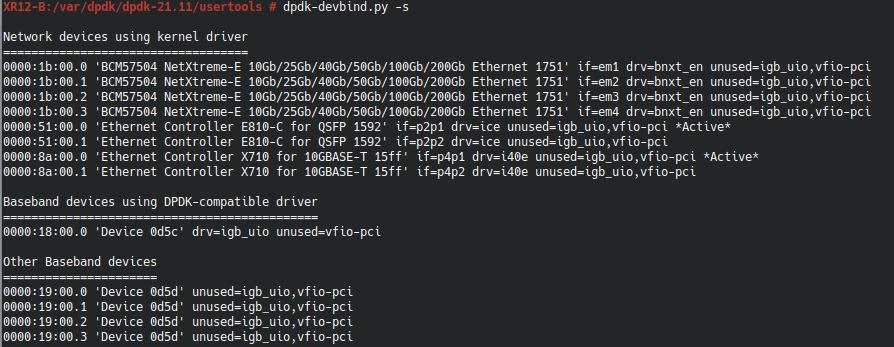 XR12-B:/var/dpdk/dpdk-21.11/usertools # dpdk-devbind.py -s
Network devices using kernel driver
===================================
0000:1b:00.0 'BCM57504 NetXtreme-E 10Gb/25Gb/40Gb/50Gb/100Gb/200Gb Ethernet 1751' if=em1 drv=bnxt_en unused=igb_uio,vfio-pci
0000:1b:00.1 'BCM57504 NetXtreme-E 10Gb/25Gb/40Gb/50Gb/100Gb/200Gb Ethernet 1751' if=em2 drv=bnxt_en unused=igb_uio,vfio-pci
0000:1b:00.2 'BCM57504 NetXtreme-E 10Gb/25Gb/40Gb/50Gb/100Gb/200Gb Ethernet 1751' if=em3 drv=bnxt_en unused=igb_uio,vfio-pci
0000:1b:00.3 'BCM57504 NetXtreme-E 10Gb/25Gb/40Gb/50Gb/100Gb/200Gb Ethernet 1751' if=em4 drv=bnxt_en unused=igb_uio,vfio-pci
0000:51:00.0 'Ethernet Controller E810-C for QSFP 1592' if=p2p1 drv=ice unused=igb_uio,vfio-pci *Active*
0000:51:00.1 'Ethernet Controller E810-C for QSFP 1592' if=p2p2 drv=ice unused=igb_uio,vfio-pci
0000:8a:00.0 'Ethernet Controller X710 for 10GBASE-T 15ff' if=p4p1 drv=i40e unused=igb_uio,vfio-pci *Active*
0000:8a:00.1 'Ethernet Controller X710 for 10GBASE-T 15ff' if=p4p2 drv=i40e unused=igb_uio,vfio-pci
Baseband devices using DPDK-compatible driver
=============================================
0000:18:00.0 'Device 0d5c' drv=igb_uio unused=vfio-pci
Other Baseband devices
======================
0000:19:00.0 'Device 0d5d' unused=igb_uio,vfio-pci
0000:19:00.1 'Device 0d5d' unused=igb_uio,vfio-pci
0000:19:00.2 'Device 0d5d' unused=igb_uio,vfio-pci
0000:19:00.3 'Device 0d5d' unused=igb_uio,vfio-pci